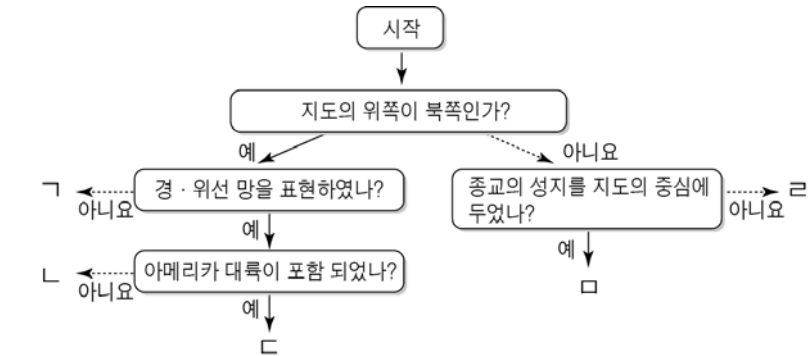 시작
지도의 위쪽이 북쪽인가?
예
아니요
ㄱ
아니요
경·위선 망을 표현하였나?
종교의 성지를 지도의 중심에
두었나?
아니요
ㄹ
예
예
ㄴ
아니요
아메리카 대륙이 포함 되었나?
ㅁ
예
ㄷ